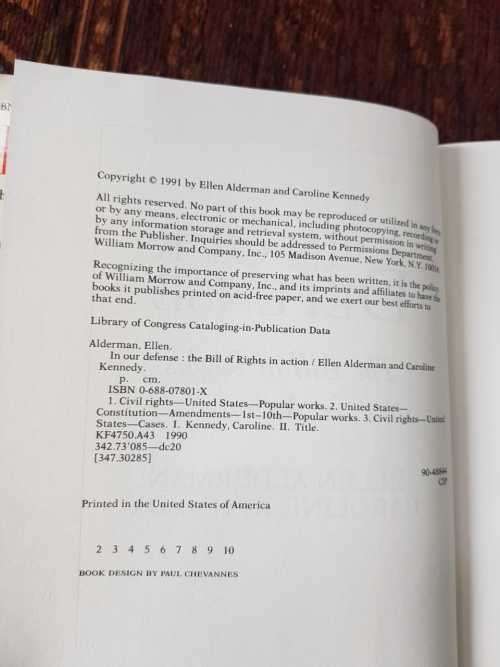 BN
Copyright © 1991 by Ellen Alderman and Caroline Kennedy
All rights reserved. No part of this book may be reproduced or utilized in any form
or by any means, electronic or mechanical, including photocopying, recording or
by any information storage and retrieval system, without permission in writing
from the Publisher. Inquiries should be addressed to Permissions Department,
William Morrow and Company, Inc., 105 Madison Avenue, New York, N.Y. 10016.
Recognizing the importance of preserving what has been written, it is the policy
of William Morrow and Company, Inc., and its imprints and affiliates to have the
books it publishes printed on acid-free paper, and we exert our best efforts to
that end.
Library of Congress Cataloging-in-Publication Data
Alderman, Ellen.
In our defense : the Bill of Rights in action / Ellen Alderman and Caroline
Kennedy.
p. cm.
ISBN 0-688-07801-X
1. Civil rights—United States—Popular works. 2. United States—
Constitution—Amendments—1st–10th—Popular works. 3. Civil rights—United
States—Cases. I. Kennedy, Caroline. II. Title.
KF4750.A43 1990
342.73'085—dc20
[347.30285]
CIP
Printed in the United States of America
2 3 4 5 6 7 8 9 10
BOOK DESIGN BY PAUL CHEVANNES